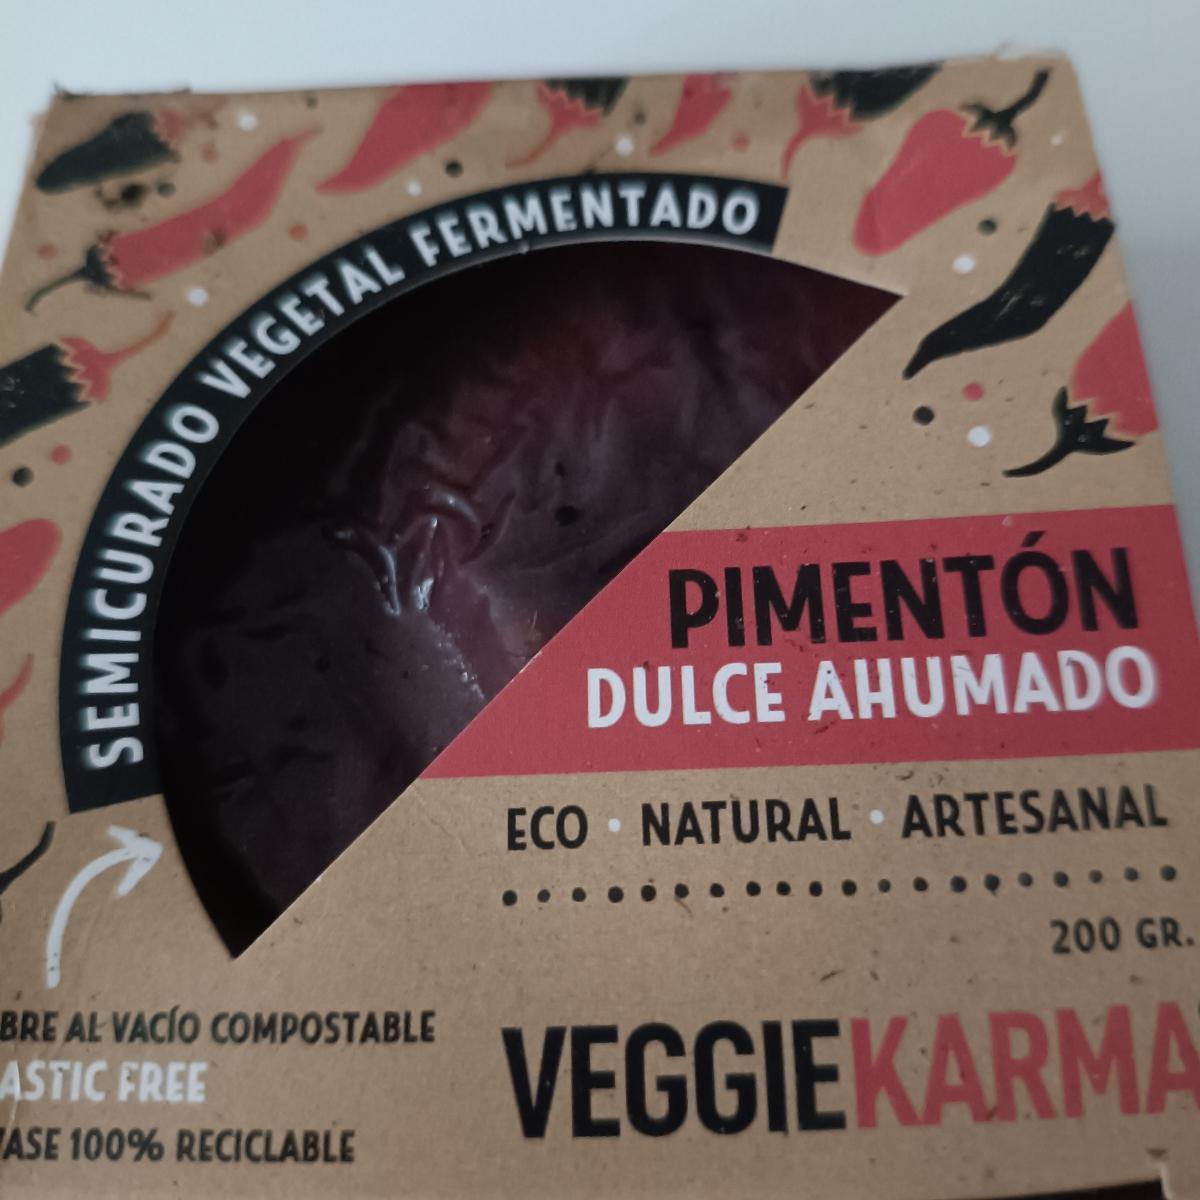 SEMICURADO VEGETAL FERMENTADO
PIMENTÓN
DULCE AHUMADO
ECO · NATURAL · ARTESANAL
200 GR.
BRE AL VACÍO COMPOSTABLE
ASTIC FREE
ASE 100% RECICLABLE
VEGGIEKARMA